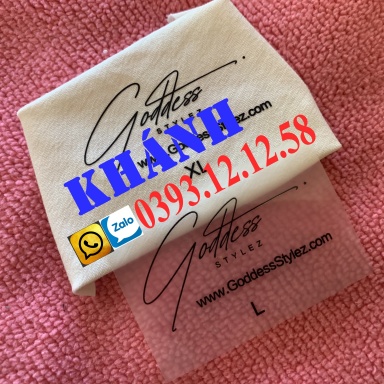 Goddess
STYLEZ
www.GoddessStylez.com
XL
KHÁNH
Zalo
0393.12.12.58
Goddess
STYLEZ
www.GoddessStylez.com
L